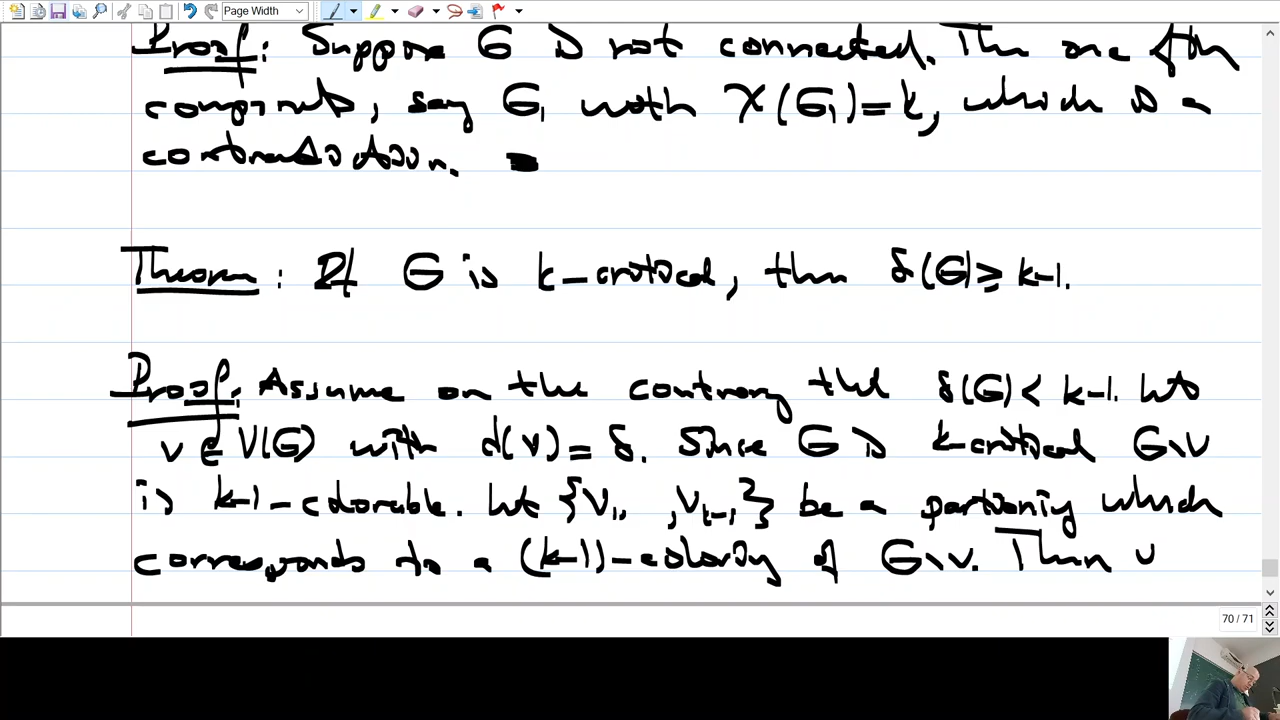 Page Width
Proof: Suppose G is not connected. Then one of the
components, say G₁ with χ(G₁)=k, which is a
contradiction.
Theorem: If G is k-critical, then δ(G)≥k-1.
Proof: Assume on the contrary that δ(G)<k-1. Let
v∈V(G) with d(v)=δ. Since G is k-critical G\v
is k-1-colorable. Let {V₁, ,Vₖ₋₁} be a partioniy which
corresponds to a (k-1)-coloring of G\v. Then v
70 / 71